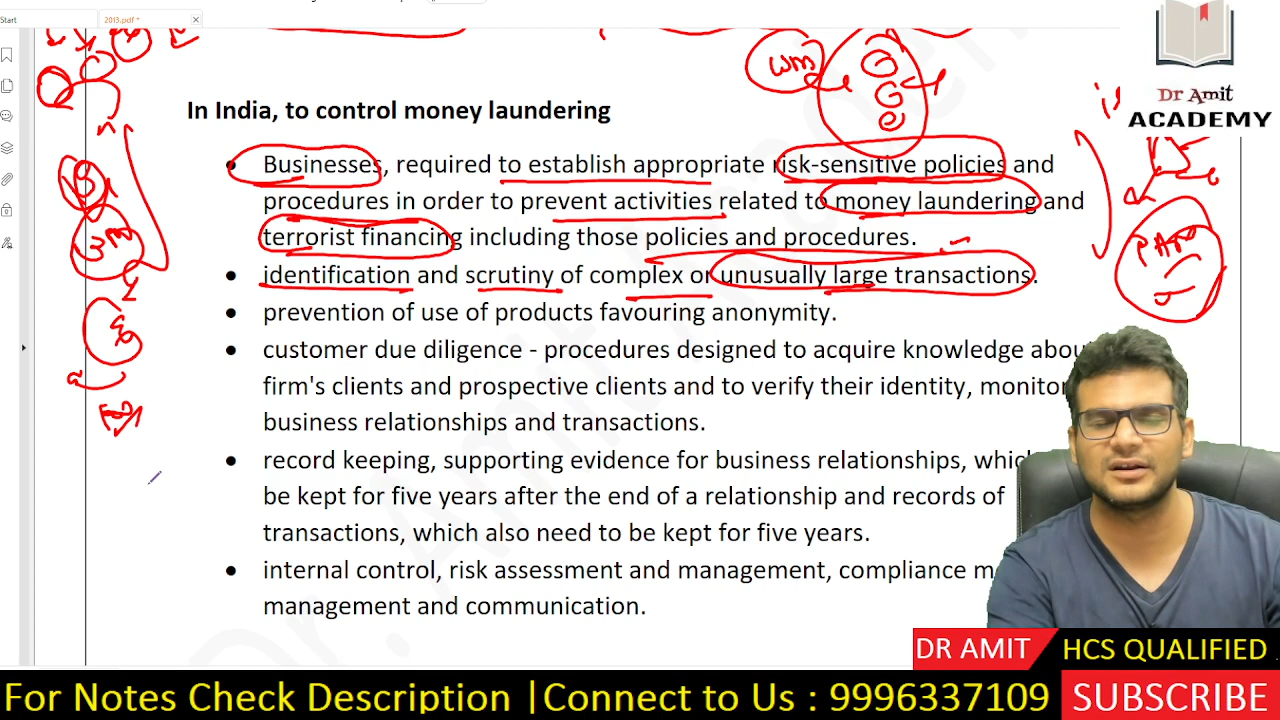 Start
2013.pdf *
Dr Amit
ACADEMY
In India, to control money laundering
• Businesses, required to establish appropriate risk-sensitive policies and
procedures in order to prevent activities related to money laundering and
terrorist financing including those policies and procedures.
• identification and scrutiny of complex or unusually large transactions.
• prevention of use of products favouring anonymity.
• customer due diligence - procedures designed to acquire knowledge
firm's clients and prospective clients and to verify their identity, monitor
business relationships and transactions.
• record keeping, supporting evidence for business relationships,
be kept for five years after the end of a relationship and records of
transactions, which also need to be kept for five years.
• internal control, risk assessment and management, compliance
management and communication.
DR AMIT HCS QUALIFIED
For Notes Check Description | Connect to Us : 9996337109 SUBSCRIBE